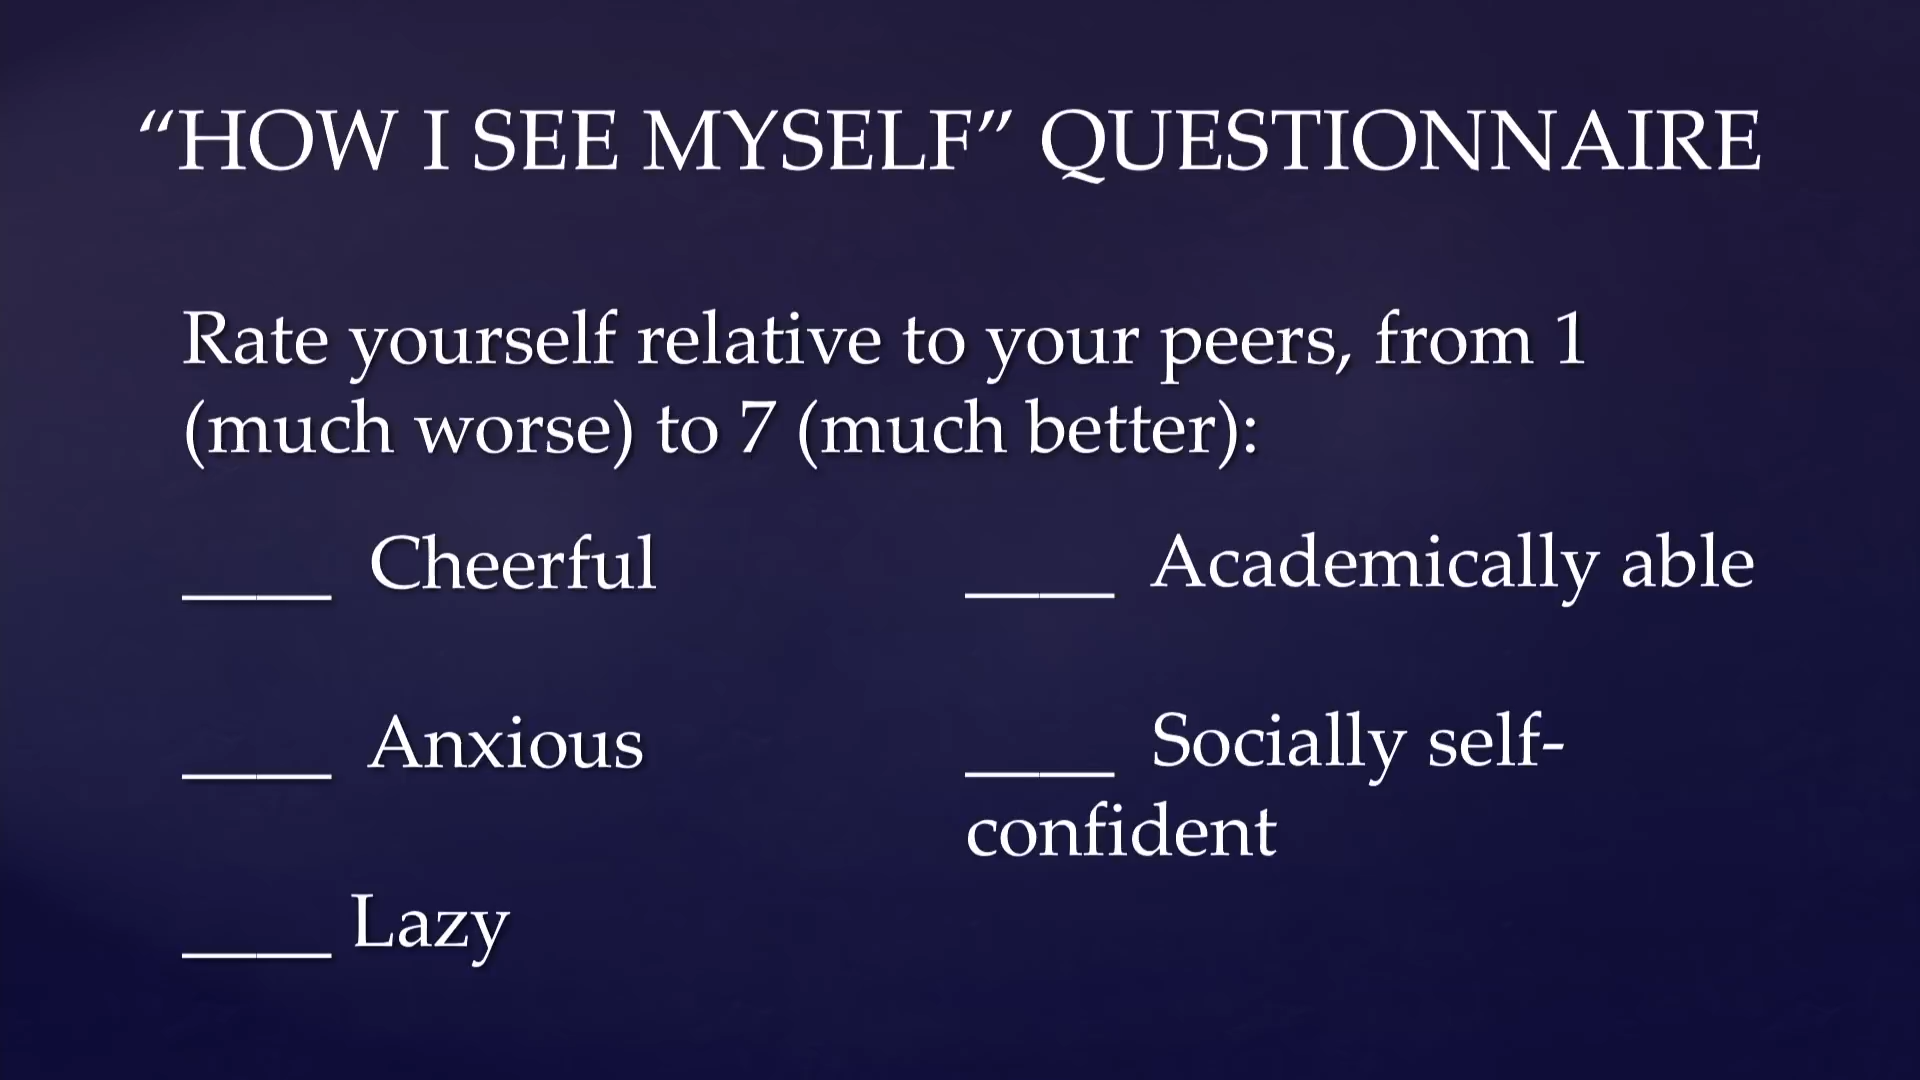 “HOW I SEE MYSELF” QUESTIONNAIRE
Rate yourself relative to your peers, from 1
(much worse) to 7 (much better):
____ Cheerful
____ Anxious
____ Lazy
____ Academically able
____ Socially self-
confident